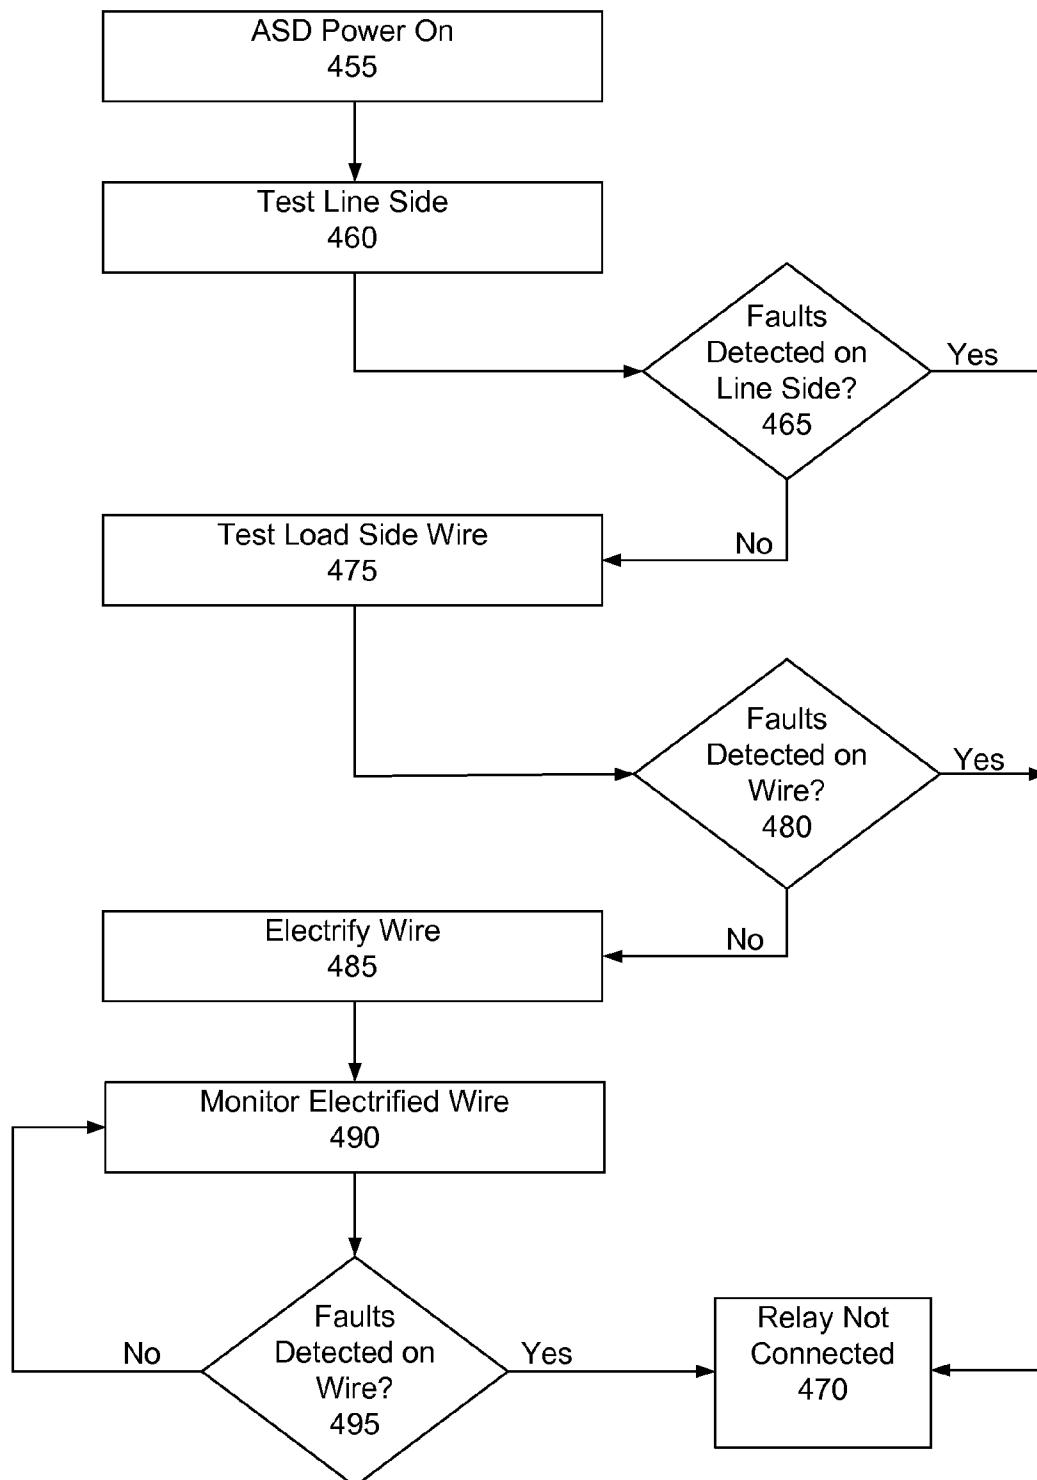 ASD Power On
455
Test Line Side
460
Faults
Detected on
Line Side?
465
Yes
No
Test Load Side Wire
475
Faults
Detected on
Wire?
480
Yes
No
Electrify Wire
485
Monitor Electrified Wire
490
Faults
Detected on
Wire?
495
No
Yes
Relay Not
Connected
470